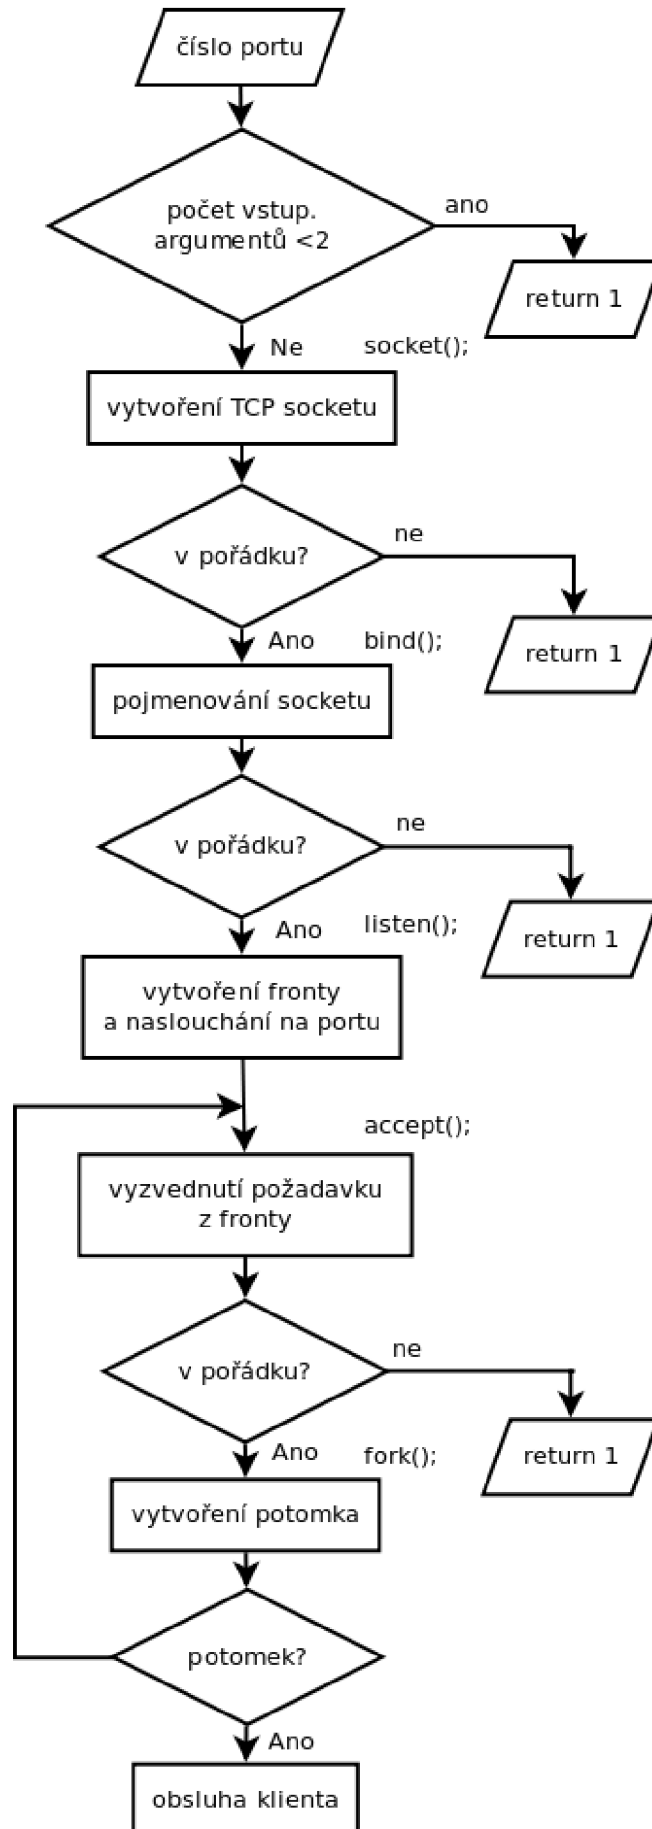 číslo portu
počet vstup.
argumentů <2
ano
return 1
Ne
socket();
vytvoření TCP socketu
v pořádku?
ne
return 1
Ano
bind();
pojmenování socketu
v pořádku?
ne
return 1
Ano
listen();
vytvoření fronty
a naslouchání na portu
accept();
vyzvednutí požadavku
z fronty
v pořádku?
ne
return 1
Ano
fork();
vytvoření potomka
potomek?
Ano
obsluha klienta